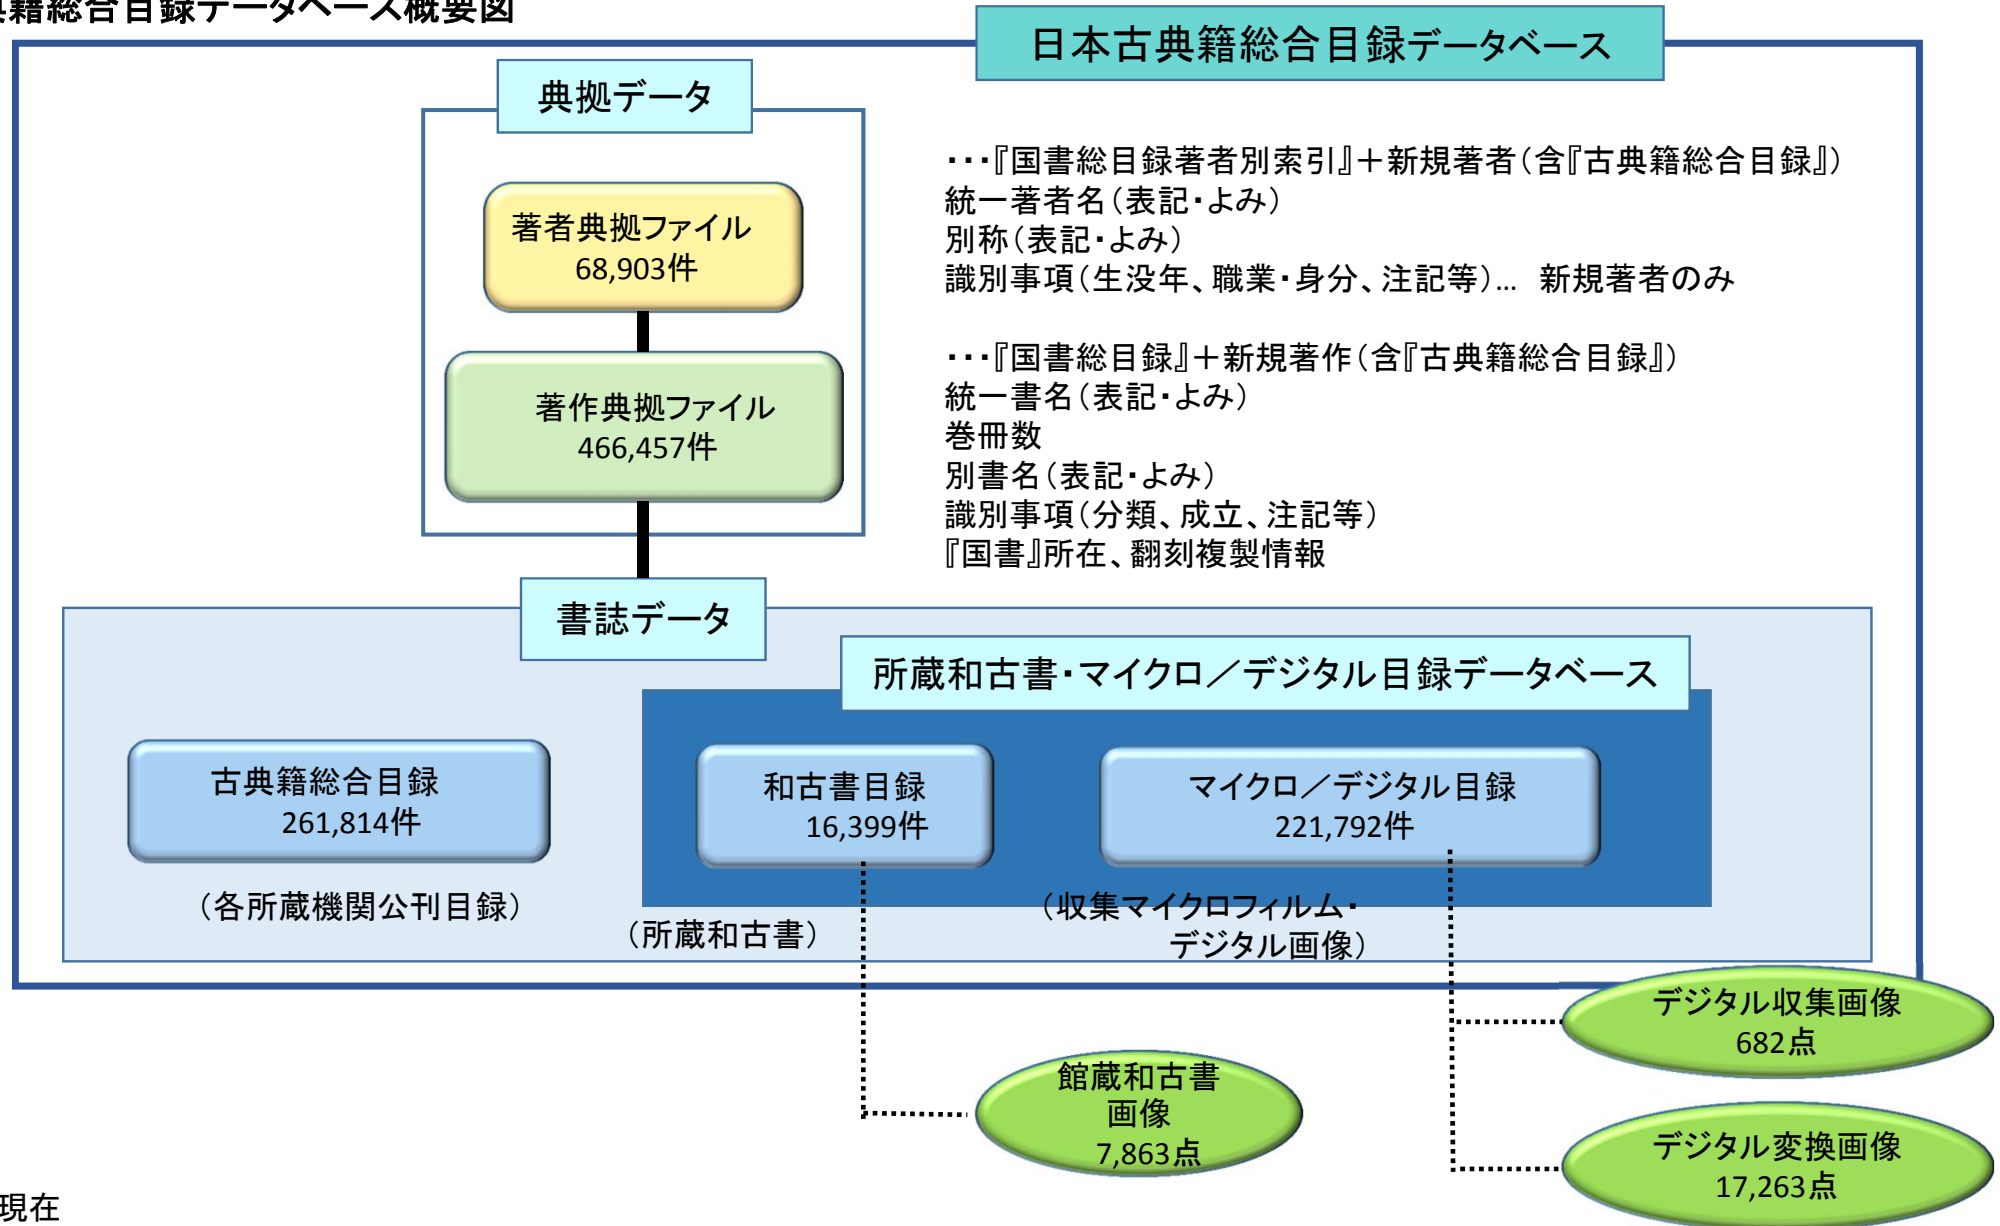 典籍総合目録データベース概要図
日本古典籍総合目録データベース
典拠データ
著者典拠ファイル
68,903件
・・・『国書総目録著者別索引』＋新規著者（含『古典籍総合目録』）
統一著者名（表記・よみ）
別称（表記・よみ）
識別事項（生没年、職業・身分、注記等）… 新規著者のみ
著作典拠ファイル
466,457件
・・・『国書総目録』＋新規著作（含『古典籍総合目録』）
統一書名（表記・よみ）
巻冊数
別書名（表記・よみ）
識別事項（分類、成立、注記等）
『国書』所在、翻刻複製情報
書誌データ
所蔵和古書・マイクロ／デジタル目録データベース
古典籍総合目録
261,814件
（各所蔵機関公刊目録）
和古書目録
16,399件
（所蔵和古書）
マイクロ／デジタル目録
221,792件
（収集マイクロフィルム・
デジタル画像）
館蔵和古書
画像
7,863点
デジタル収集画像
682点
デジタル変換画像
17,263点
現在